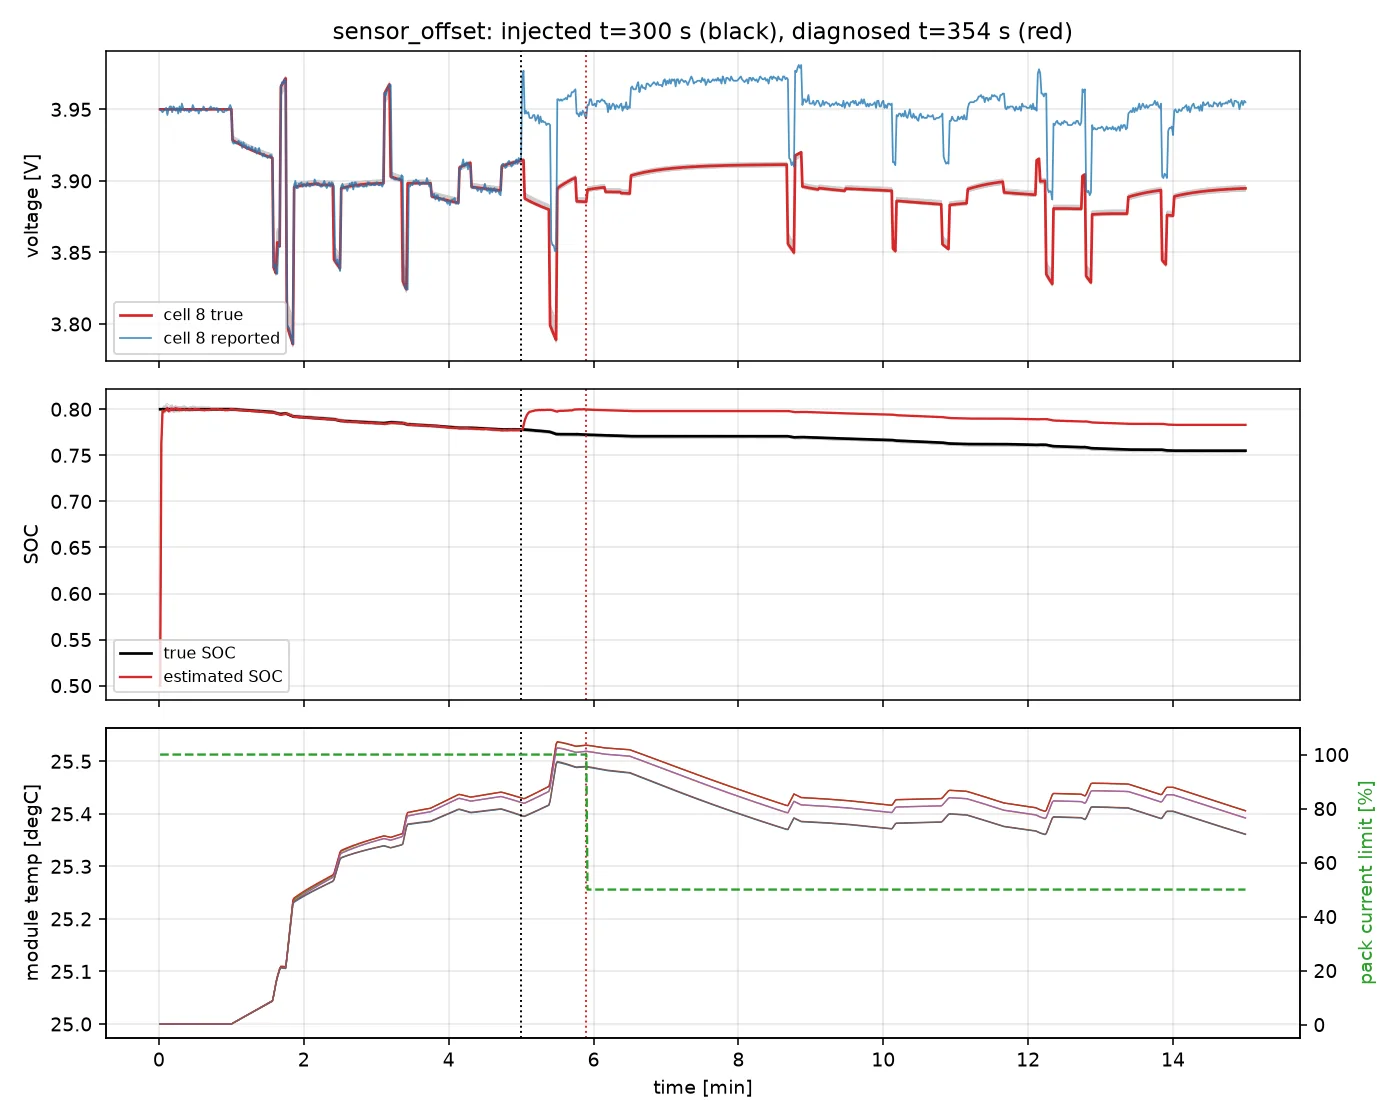 sensor_offset: injected t=300 s (black), diagnosed t=354 s (red)
voltage [V]
3.95
3.90
3.85
3.80
cell 8 true
cell 8 reported
SOC
0.80
0.75
0.70
0.65
0.60
0.55
0.50
true SOC
estimated SOC
module temp [degC]
25.5
25.4
25.3
25.2
25.1
25.0
100
80
60
40
20
0
pack current limit [%]
0 2 4 6 8 10 12 14
time [min]